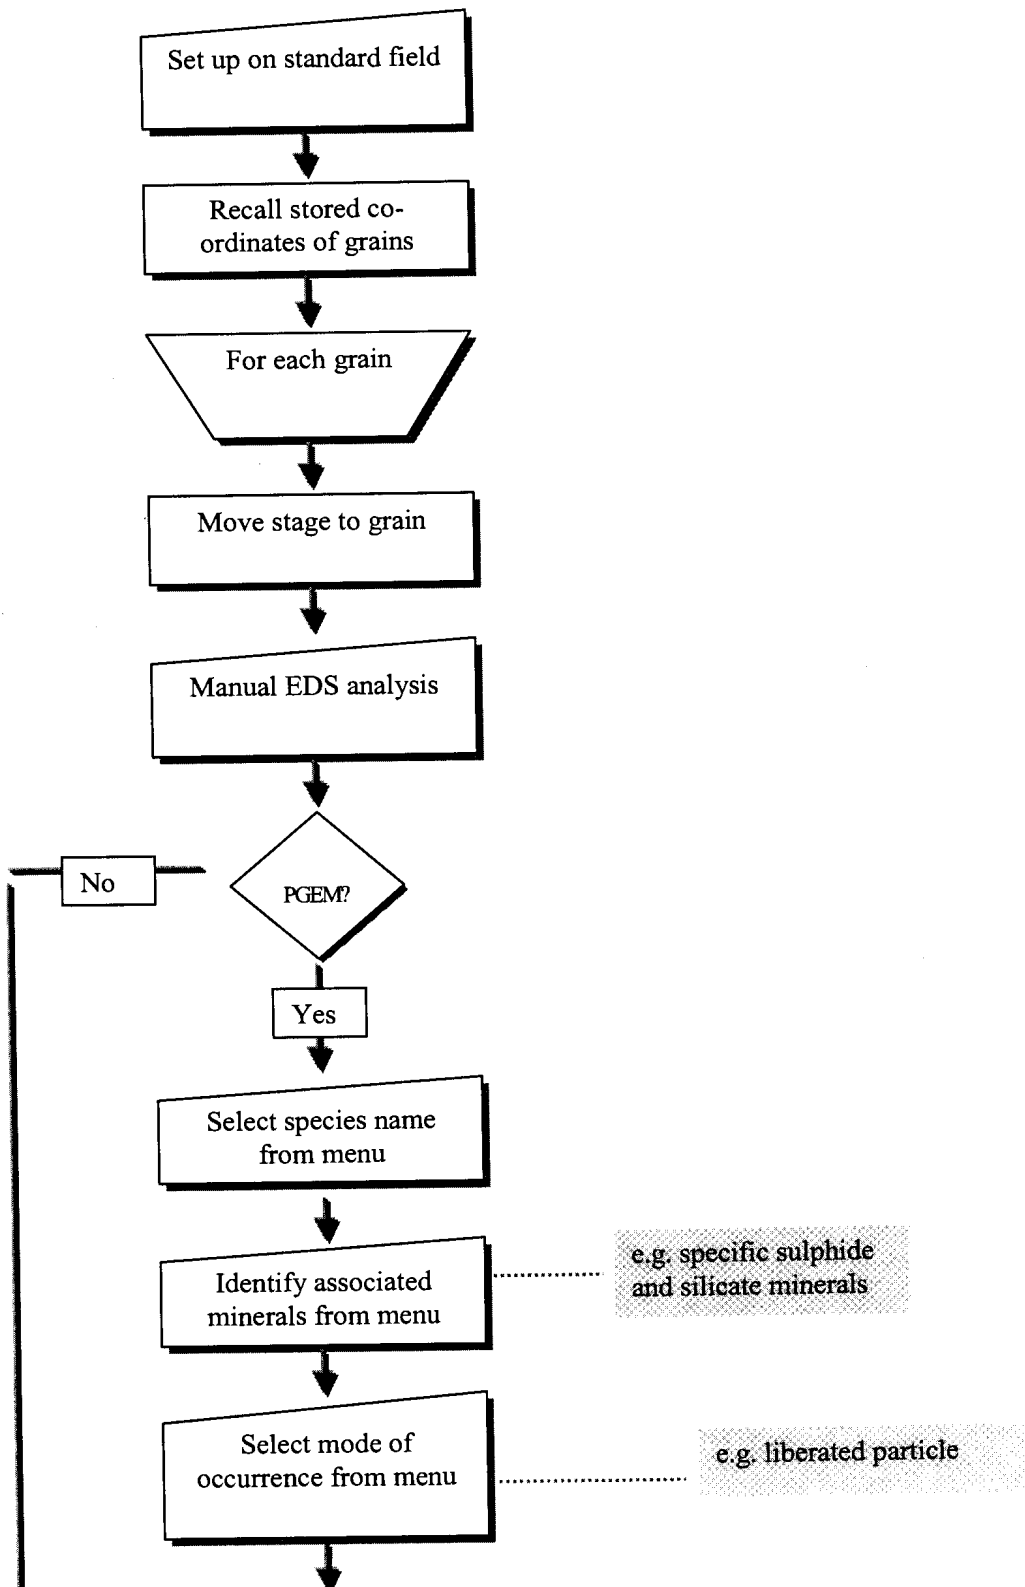 Set up on standard field
Recall stored co-
ordinates of grains
For each grain
Move stage to grain
Manual EDS analysis
No
PGEM?
Yes
Select species name
from menu
Identify associated
minerals from menu
e.g. specific sulphide
and silicate minerals
Select mode of
occurrence from menu
e.g. liberated particle